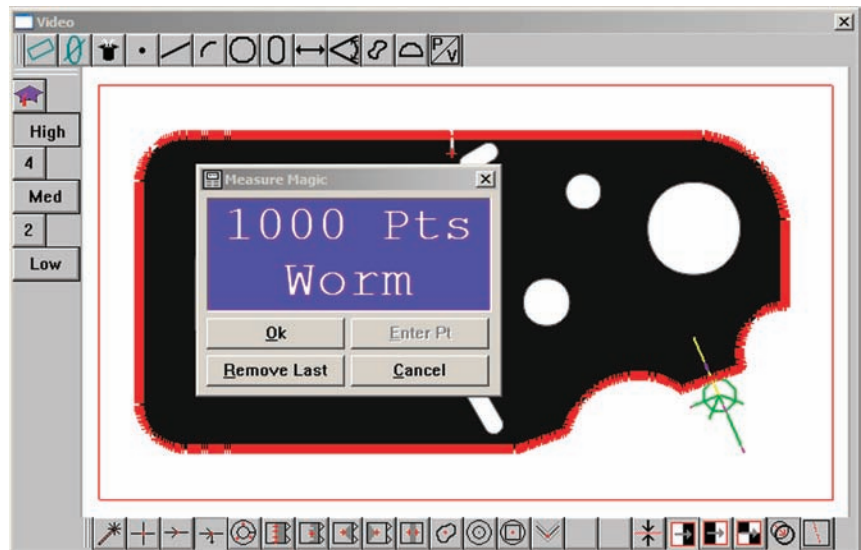 Video
P/V
High
4
Med
2
Low
Measure Magic
1000 Pts
Worm
Ok
Enter Pt
Remove Last
Cancel